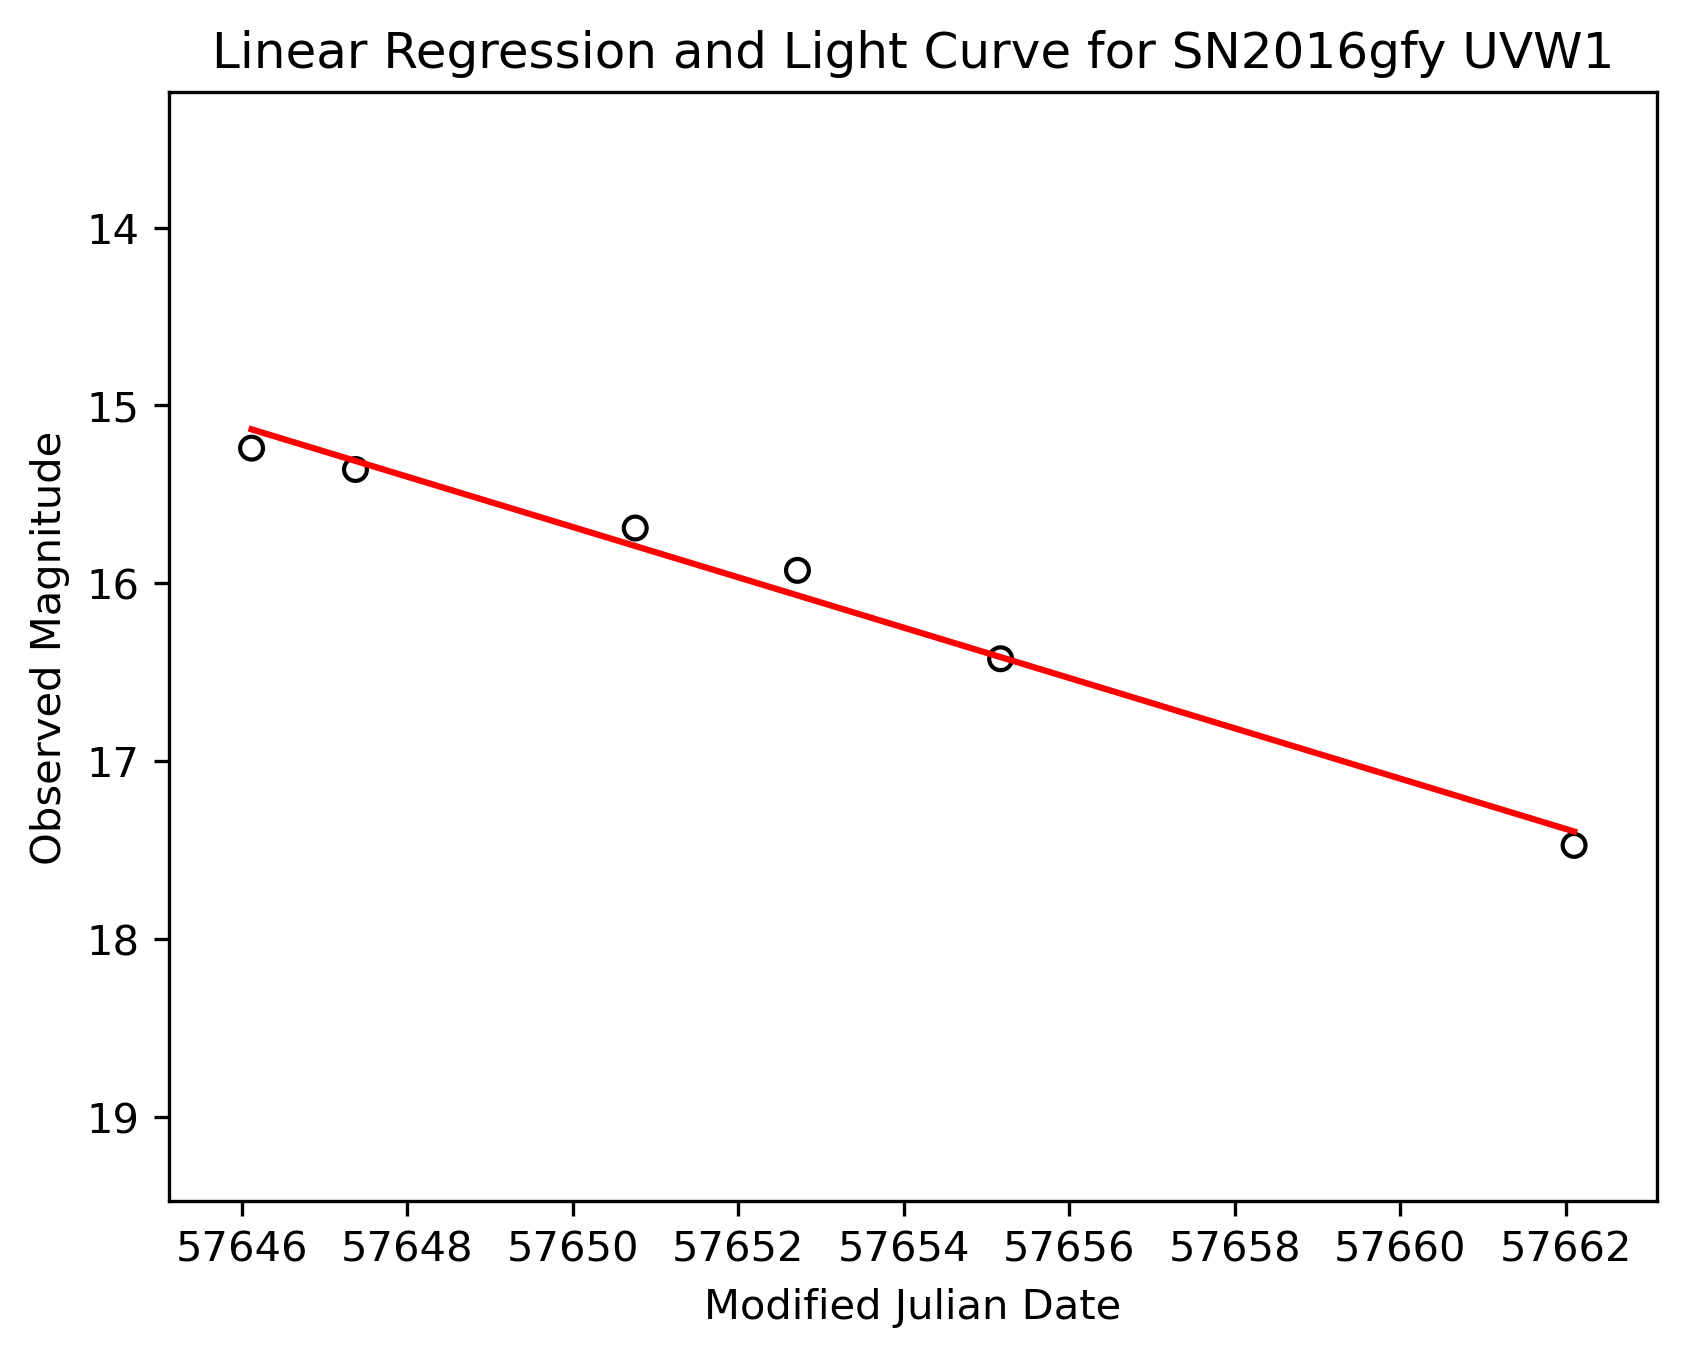 Linear Regression and Light Curve for SN2016gfy UVW1
Observed Magnitude
14
15
16
17
18
19
57646 57648 57650 57652 57654 57656 57658 57660 57662
Modified Julian Date